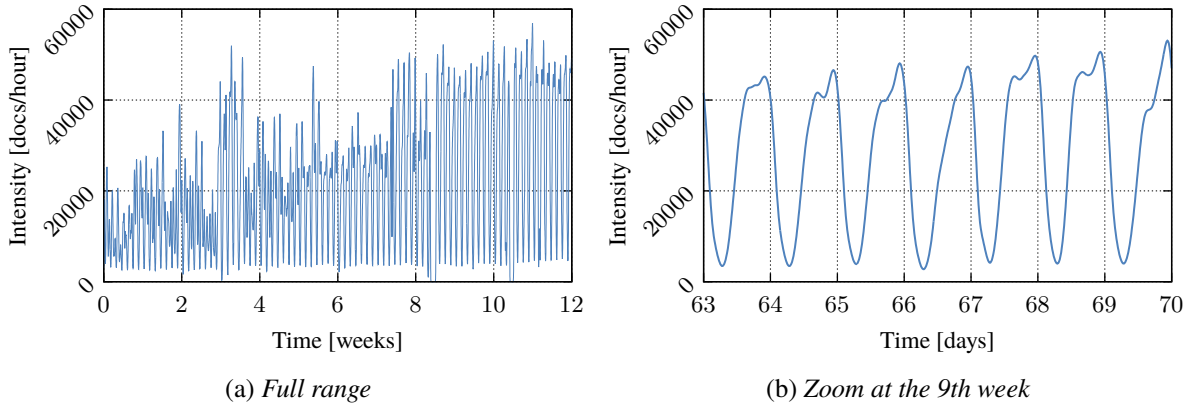 60000
40000
20000
0
Intensity [docs/hour]
0 2 4 6 8 10 12
Time [weeks]
(a) Full range
60000
40000
20000
0
Intensity [docs/hour]
63 64 65 66 67 68 69 70
Time [days]
(b) Zoom at the 9th week